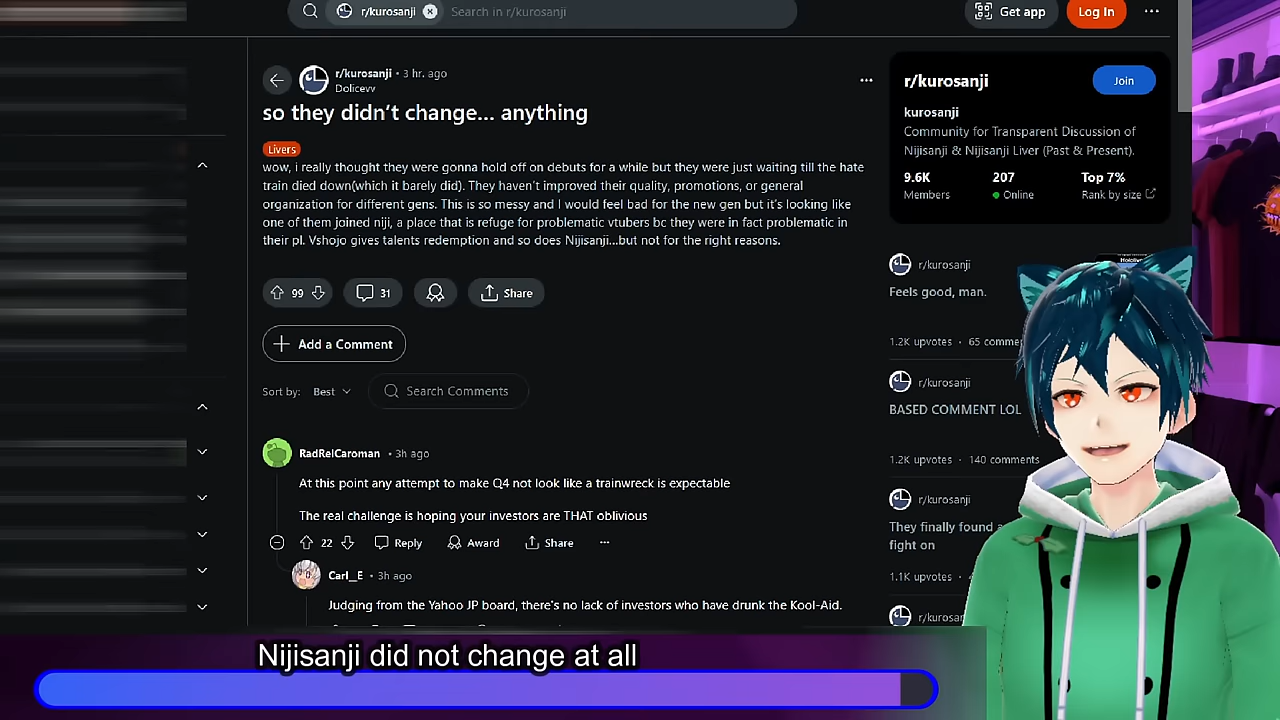 r/kurosanji
Search in r/kurosanji
Get app
Log In
r/kurosanji • 3 hr. ago
Dolicevv
so they didn't change... anything
Livers
wow, i really thought they were gonna hold off on debuts for a while but they were just waiting till the hate
train died down(which it barely did). They haven't improved their quality, promotions, or general
organization for different gens. This is so messy and I would feel bad for the new gen but it's looking like
one of them joined niji, a place that is refuge for problematic vtubers bc they were in fact problematic in
their pl. Vshojo gives talents redemption and so does Nijisanji...but not for the right reasons.
99
31
Share
Add a Comment
Sort by:
Best
Search Comments
RadRelCaroman • 3h ago
At this point any attempt to make Q4 not look like a trainwreck is expectable
The real challenge is hoping your investors are THAT oblivious
22
Reply
Award
Share
Carl_E • 3h ago
Judging from the Yahoo JP board, there's no lack of investors who have drunk the Kool-Aid.
r/kurosanji
Join
kurosanji
Community for Transparent Discussion of
Nijisanji & Nijisanji Liver (Past & Present).
9.6K
207
Top 7%
Members
Online
Rank by size
r/kurosanji
Feels good, man.
1.2K upvotes • 65 comme
r/kurosanji
BASED COMMENT LOL
1.2K upvotes • 140 comments
r/kurosanji
They finally found a
fight on
1.1K upvotes •
r/kurosan
Nijisanji did not change at all